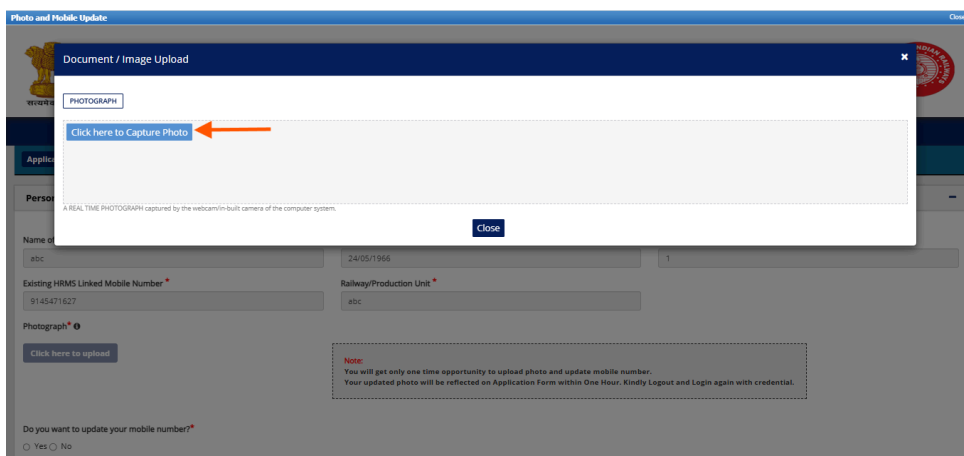 Photo and Mobile Update
Close
Document / Image Upload
×
INDIAN RAILWAYS
PHOTOGRAPH
Click here to Capture Photo
Applica
Person
A REAL TIME PHOTOGRAPH captured by the webcam/in-built camera of the computer system.
Close
Name of
abc
24/05/1966
1
Existing HRMS Linked Mobile Number *
Railway/Production Unit *
9145471627
abc
Photograph*
Click here to upload
Note:
You will get only one time opportunity to upload photo and update mobile number.
Your updated photo will be reflected on Application Form within One Hour. Kindly Logout and Login again with credential.
Do you want to update your mobile number?*
Yes No